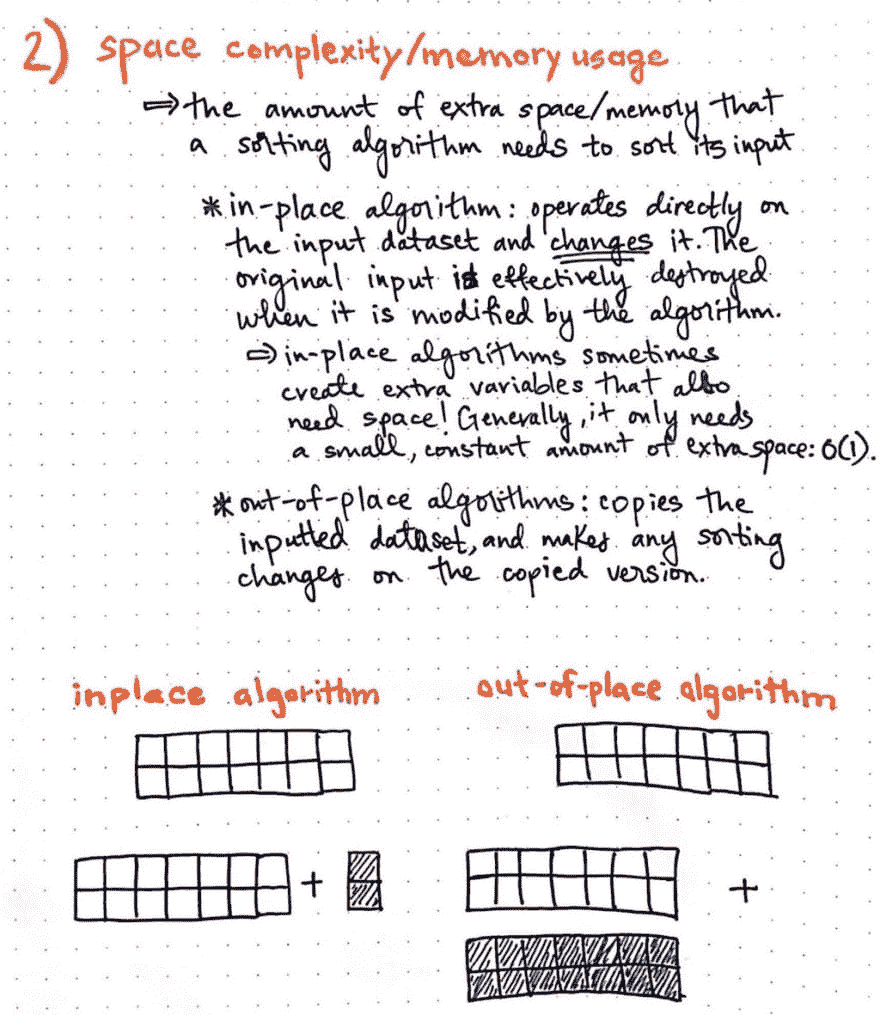 2) space complexity/memory usage
⇒ the amount of extra space/memory that
a sorting algorithm needs to sort its input
* in-place algorithm: operates directly on
the input dataset and changes it. The
original input is effectively destroyed
when it is modified by the algorithm.
⇒ in-place algorithms sometimes
create extra variables that also
need space! Generally, it only needs
a small, constant amount of extra space: O(1).
* out-of-place algorithms: copies the
inputted dataset, and makes any sorting
changes on the copied version.
inplace algorithm
out-of-place algorithm
+
+